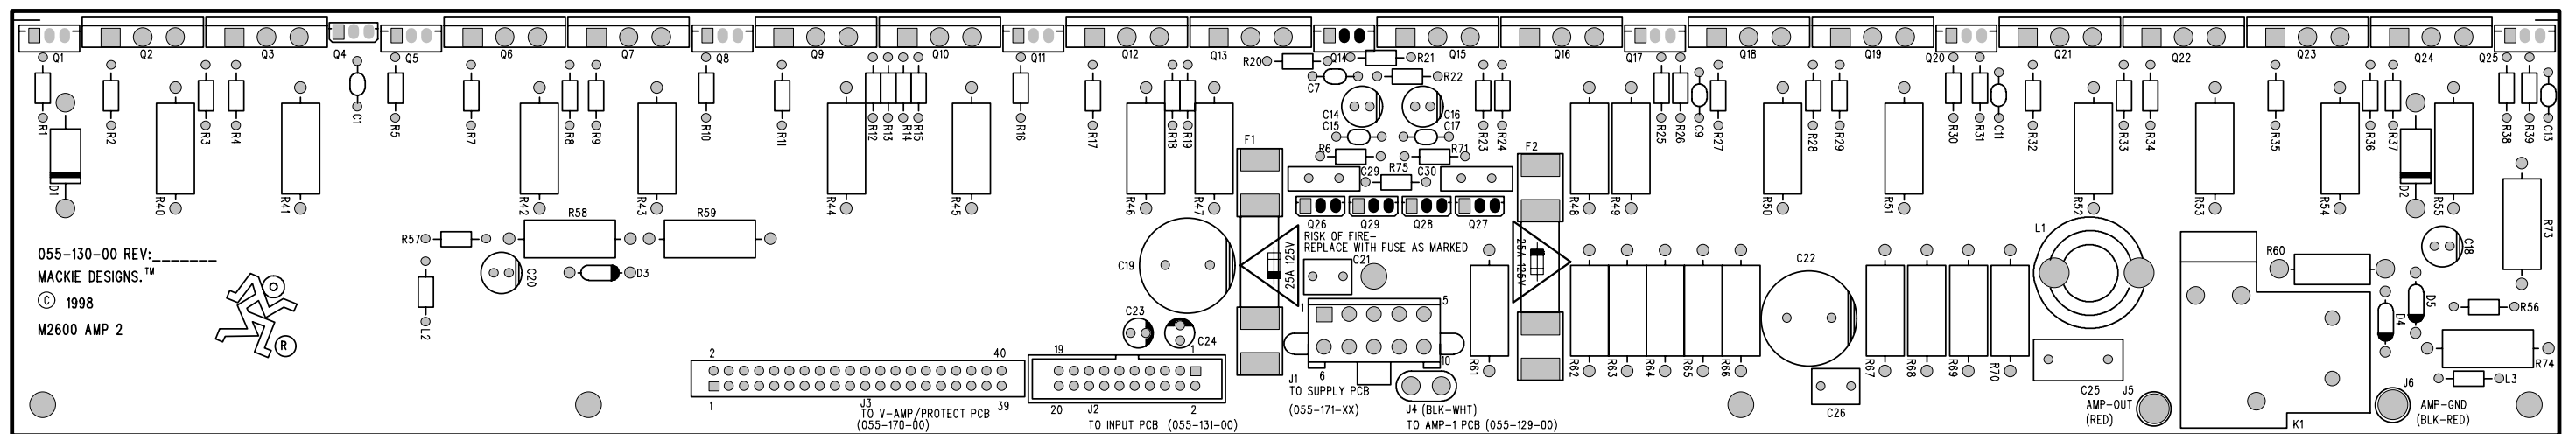 Q1 Q2 Q3 Q4 Q5 Q6 Q7 Q8 Q9 Q10 Q11 Q12 Q13 Q14 Q15 Q16 Q17 Q18 Q19 Q20 Q21 Q22 Q23 Q24 Q25
R20 R21
C7 R22
R1 R2 R3 R4 C1 R5 R7 R8 R9 R10 R11 R12 R13 R14 R15 R16 R17 R18 R19
C14 C16
C15 C17
R23 R24 R25 R26 C9 R27 R28 R29 R30 R31 C11 R32 R33 R34 R35 R36 R37 R38 R39 C13
F1 R6 R71 F2
R75
C29 C30
D1 D2
R40 R41 R42 R43 R44 R45 R46 R47 R48 R49 R50 R51 R52 R53 R54 R55
R58 R59
Q26 Q29 Q28 Q27
R57
L1 R73
RISK OF FIRE-
REPLACE WITH FUSE AS MARKED
25A 125V
25A 125V
055-130-00 REV:_______
MACKIE DESIGNS.™
© 1998
M2600 AMP 2
R
C20 D3 C19 C21 C22 R60 C18
L2 C23 C24
D4 D5 R56
1 5
6 10
R61 R62 R63 R64 R65 R66 R67 R68 R69 R70 R74
2 40
1 39
J3
TO V-AMP/PROTECT PCB
(055-170-00)
19 1
20 2
J2
TO INPUT PCB (055-131-00)
J1
TO SUPPLY PCB
(055-171-XX)
J4 (BLK-WHT)
TO AMP-1 PCB (055-129-00)
C26
C25
J5
AMP-OUT
(RED)
K1
L3
J6
AMP-GND
(BLK-RED)